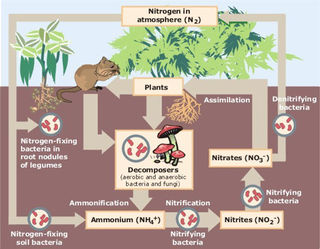 Nitrogen in
atmosphere (N₂)
Plants
Assimilation
Denitrifying
bacteria
Nitrogen-fixing
bacteria in
root nodules
of legumes
Decomposers
(aerobic and anaerobic
bacteria and fungi)
Nitrates (NO₃⁻)
Ammonification
Nitrification
Nitrifying
bacteria
Nitrogen-fixing
soil bacteria
Ammonium (NH₄⁺)
Nitrifying
bacteria
Nitrites (NO₂⁻)